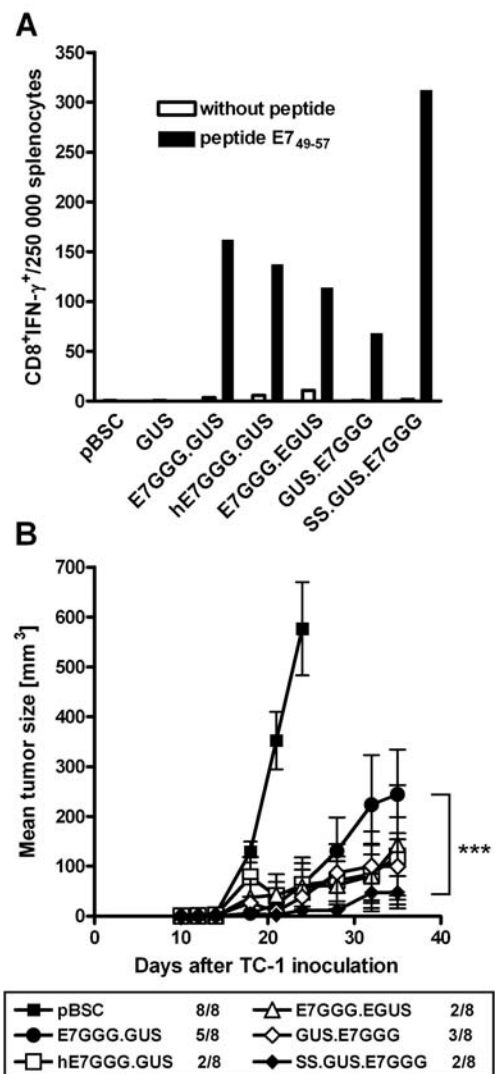 A
350
300
250
200
150
100
50
0
CD8+IFN-γ+/250 000 splenocytes
without peptide
peptide E749-57
pBSC
GUS
E7GGG.GUS
hE7GGG.GUS
E7GGG.EGUS
GUS.E7GGG
SS.GUS.E7GGG
B
700
600
500
400
300
200
100
0
Mean tumor size [mm3]
***
0 10 20 30 40
Days after TC-1 inoculation
pBSC 8/8
E7GGG.GUS 5/8
hE7GGG.GUS 2/8
E7GGG.EGUS 2/8
GUS.E7GGG 3/8
SS.GUS.E7GGG 2/8